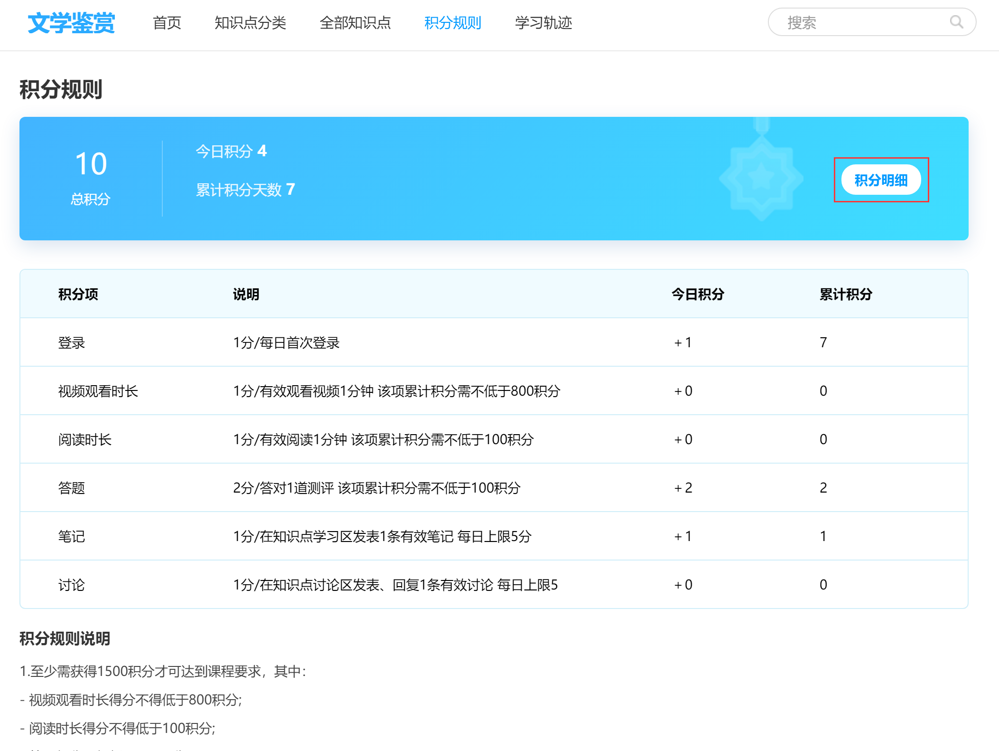 文学鉴赏 首页 知识点分类 全部知识点 积分规则 学习轨迹 搜索
积分规则
10
总积分
今日积分 4
累计积分天数 7
积分明细
积分项 说明 今日积分 累计积分
登录 1分/每日首次登录 +1 7
视频观看时长 1分/有效观看视频1分钟 该项累计积分需不低于800积分 +0 0
阅读时长 1分/有效阅读1分钟 该项累计积分需不低于100积分 +0 0
答题 2分/答对1道测评 该项累计积分需不低于100积分 +2 2
笔记 1分/在知识点学习区发表1条有效笔记 每日上限5分 +1 1
讨论 1分/在知识点讨论区发表、回复1条有效讨论 每日上限5 +0 0
积分规则说明
1.至少需获得1500积分才可达到课程要求，其中：
- 视频观看时长得分不得低于800积分;
- 阅读时长得分不得低于100积分;